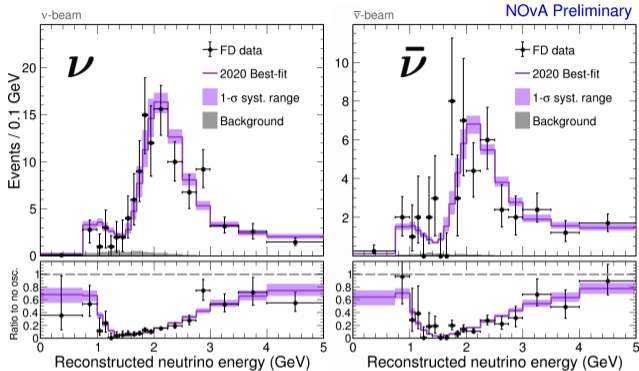 ν-beam
ν̅-beam
NOvA Preliminary
ν
FD data
2020 Best-fit
1-σ syst. range
Background
ν̅
FD data
2020 Best-fit
1-σ syst. range
Background
Events / 0.1 GeV
20
15
10
5
0
10
8
6
4
2
Ratio to no osc.
1
0.8
0.6
0.4
0.2
0
1
0.8
0.6
0.4
0.2
0
0 1 2 3 4 5
0 1 2 3 4 5
Reconstructed neutrino energy (GeV)
Reconstructed neutrino energy (GeV)